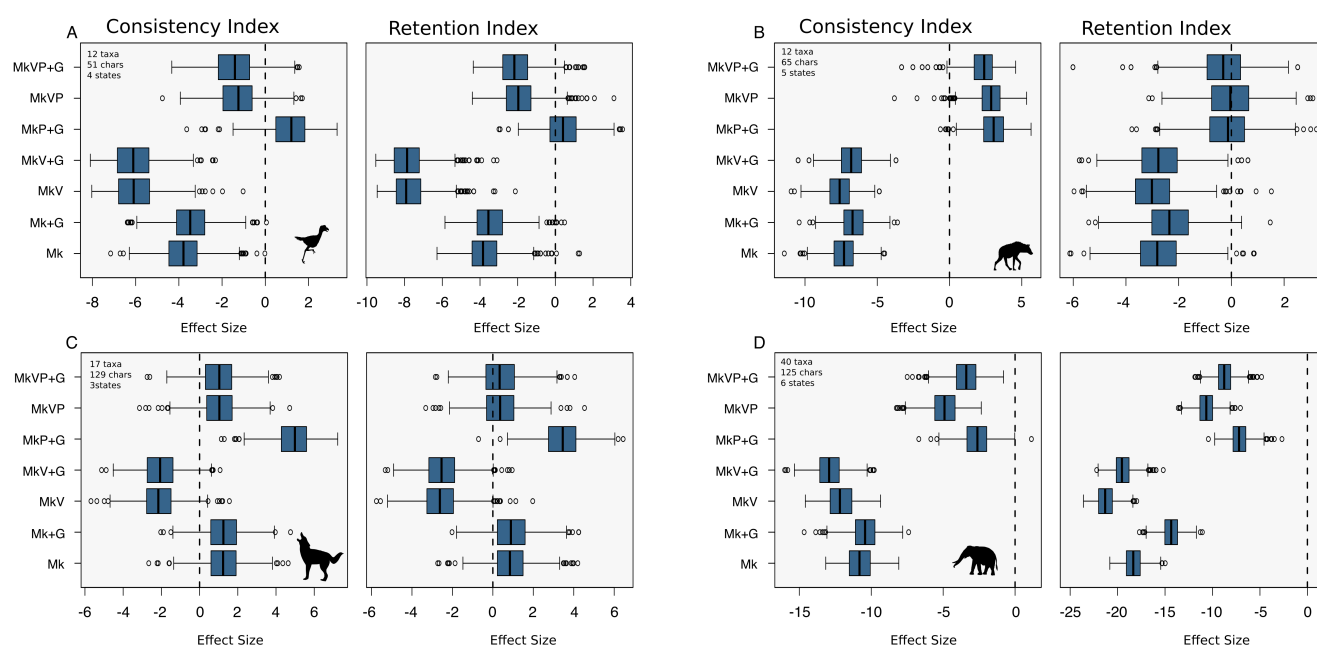 A
Consistency Index
Retention Index
12 taxa
51 chars
4 states
MkVP+G
MkVP
MkP+G
MkV+G
MkV
Mk+G
Mk
-8 -6 -4 -2 0 2
Effect Size
-10 -8 -6 -4 -2 0 2 4
Effect Size
B
Consistency Index
Retention Index
12 taxa
65 chars
5 states
MkVP+G
MkVP
MkP+G
MkV+G
MkV
Mk+G
Mk
-10 -5 0 5
Effect Size
-6 -4 -2 0 2
Effect Size
C
17 taxa
129 chars
3states
MkVP+G
MkVP
MkP+G
MkV+G
MkV
Mk+G
Mk
-6 -4 -2 0 2 4 6
Effect Size
-6 -4 -2 0 2 4 6
Effect Size
D
40 taxa
125 chars
6 states
MkVP+G
MkVP
MkP+G
MkV+G
MkV
Mk+G
Mk
-15 -10 -5 0
Effect Size
-25 -20 -15 -10 -5 0
Effect Size